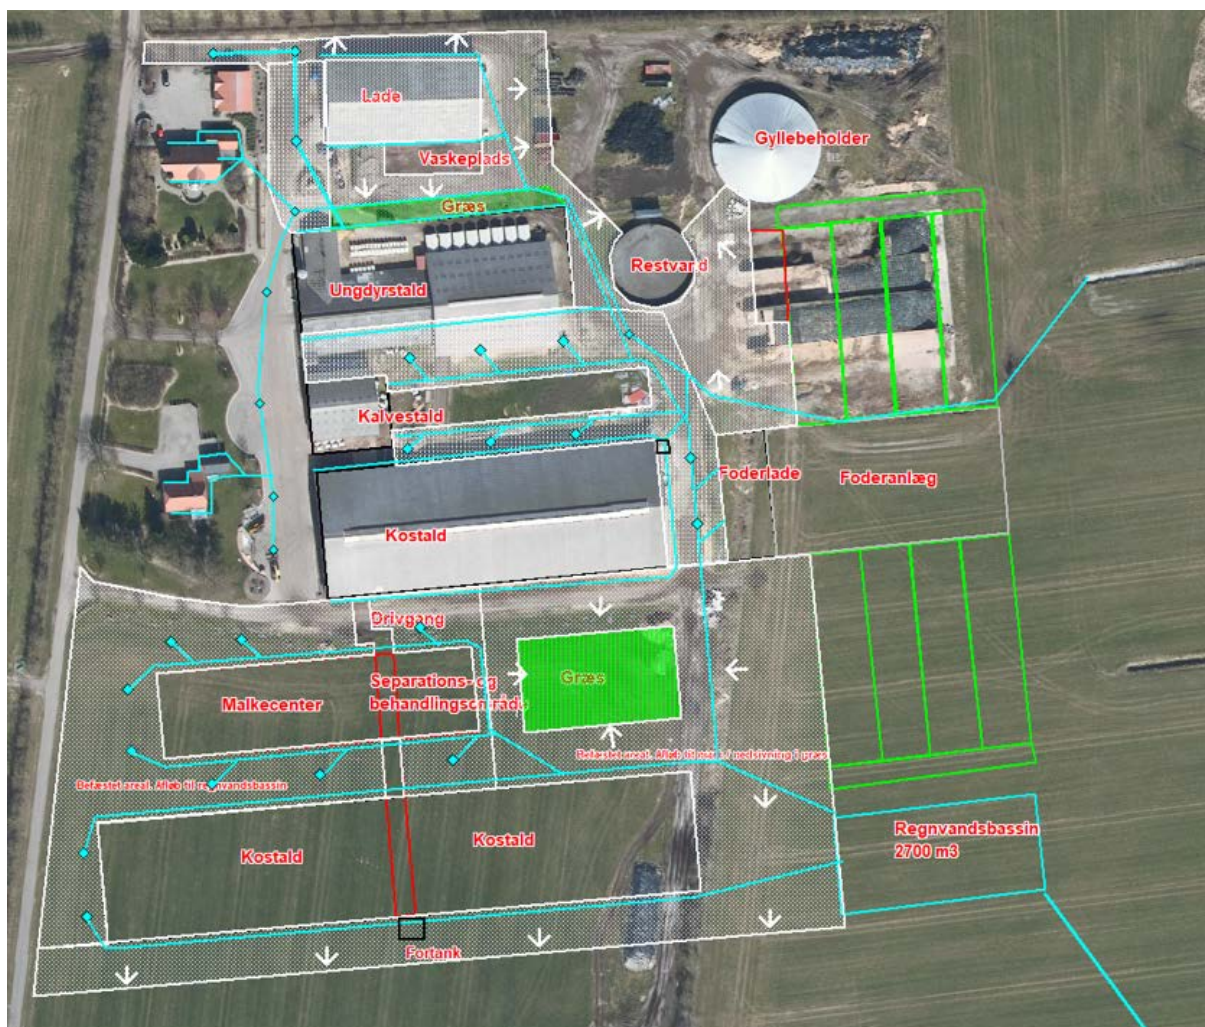 Lade
Gyllebeholder
Vaskeplads
Græs
Restvand
Ungdyrstald
Kalvestald
Foderlade
Foderanlæg
Kostald
Drivgang
Separations- og
behandlingsområde
Græs
Malkecenter
Befæstet areal. Afløb til mark / nedsivning i græs
Befæstet areal. Afløb til regnvandsbassin
Regnvandsbassin
2700 m3
Kostald
Kostald
Fortank